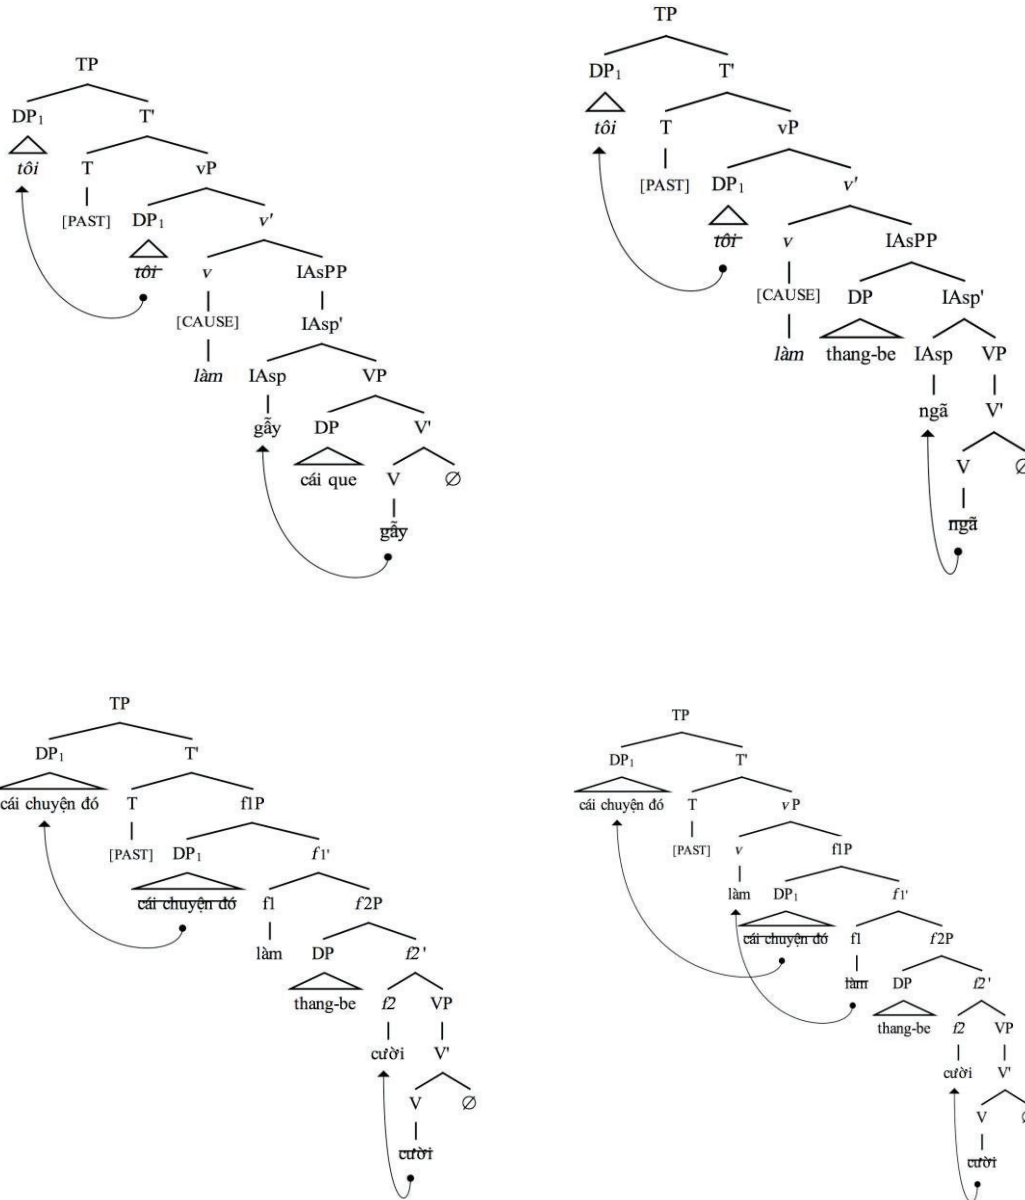 TP
DP₁ T'
tôi T vP
[PAST] DP₁ v'
tôi v IAsPP
[CAUSE] IAsp'
làm IAsp VP
gẫy DP V'
cái que V ∅
gẫy
TP
DP₁ T'
tôi T vP
[PAST] DP₁ v'
tôi v IAsPP
[CAUSE] DP IAsp'
làm thang-be IAsp VP
ngã V'
V ∅
ngã
TP
DP₁ T'
cái chuyện đó T f1P
[PAST] DP₁ f1'
cái chuyện đó f1 f2P
làm DP f2'
thang-be f2 VP
cười V'
V ∅
cười
TP
DP₁ T'
cái chuyện đó T vP
[PAST] v f1P
làm DP₁ f1'
cái chuyện đó f1 f2P
làm DP f2'
thang-be f2 VP
cười V'
V ∅
cười